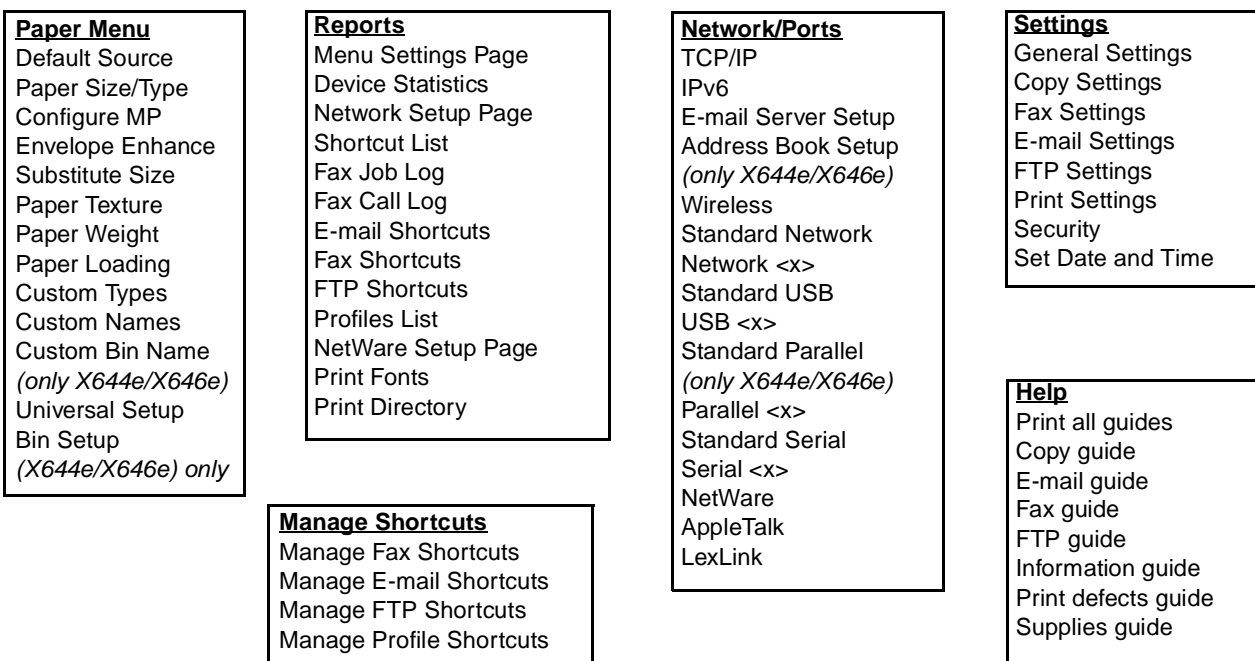 Paper Menu
Default Source
Paper Size/Type
Configure MP
Envelope Enhance
Substitute Size
Paper Texture
Paper Weight
Paper Loading
Custom Types
Custom Names
Custom Bin Name
(only X644e/X646e)
Universal Setup
Bin Setup
(X644e/X646e) only
Reports
Menu Settings Page
Device Statistics
Network Setup Page
Shortcut List
Fax Job Log
Fax Call Log
E-mail Shortcuts
Fax Shortcuts
FTP Shortcuts
Profiles List
NetWare Setup Page
Print Fonts
Print Directory
Manage Shortcuts
Manage Fax Shortcuts
Manage E-mail Shortcuts
Manage FTP Shortcuts
Manage Profile Shortcuts
Network/Ports
TCP/IP
IPv6
E-mail Server Setup
Address Book Setup
(only X644e/X646e)
Wireless
Standard Network
Network <x>
Standard USB
USB <x>
Standard Parallel
(only X644e/X646e)
Parallel <x>
Standard Serial
Serial <x>
NetWare
AppleTalk
LexLink
Settings
General Settings
Copy Settings
Fax Settings
E-mail Settings
FTP Settings
Print Settings
Security
Set Date and Time
Help
Print all guides
Copy guide
E-mail guide
Fax guide
FTP guide
Information guide
Print defects guide
Supplies guide